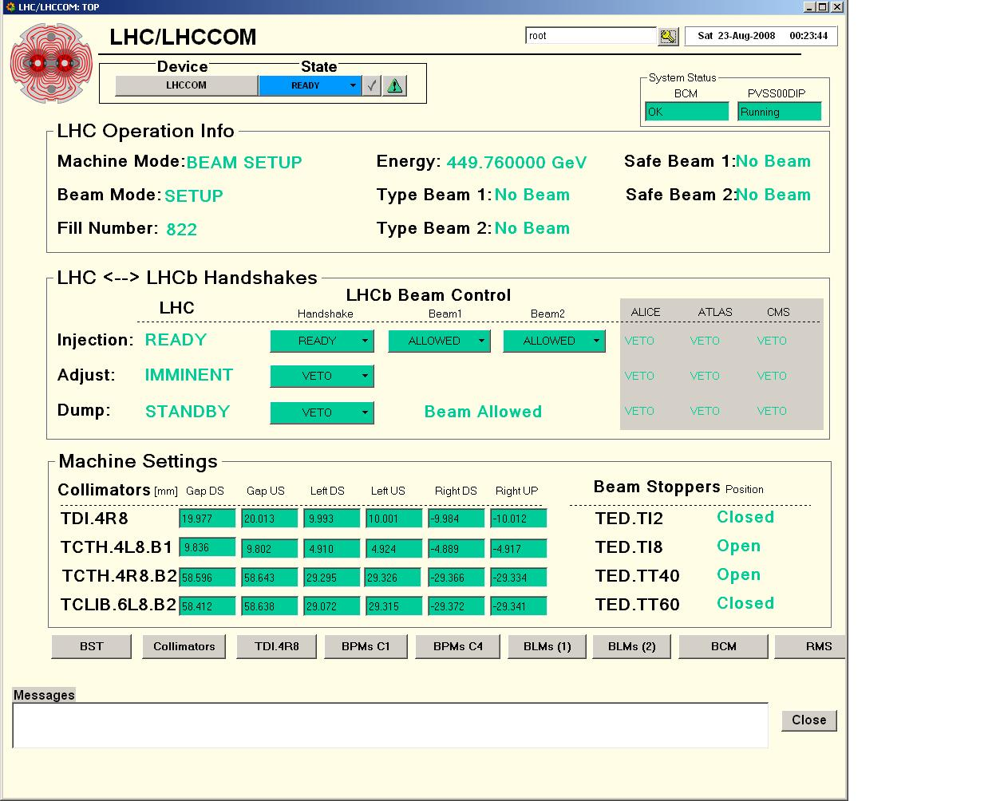 LHC/LHCCOM: TOP
LHC/LHCCOM
root
Sat 23-Aug-2008 00:23:44
Device State
LHCCOM READY
System Status
BCM PVSS00DIP
OK Running
LHC Operation Info
Machine Mode: BEAM SETUP Energy: 449.760000 GeV Safe Beam 1: No Beam
Beam Mode: SETUP Type Beam 1: No Beam Safe Beam 2: No Beam
Fill Number: 822 Type Beam 2: No Beam
LHC <--> LHCb Handshakes
LHC LHCb Beam Control
Handshake Beam1 Beam2 ALICE ATLAS CMS
Injection: READY READY ALLOWED ALLOWED VETO VETO VETO
Adjust: IMMINENT VETO VETO VETO VETO
Dump: STANDBY VETO Beam Allowed VETO VETO VETO
Machine Settings
Collimators [mm] Gap DS Gap US Left DS Left US Right DS Right UP Beam Stoppers Position
TDI.4R8 19.977 20.013 9.993 10.001 -9.984 -10.012 TED.TI2 Closed
TCTH.4L8.B1 9.836 9.802 4.910 4.924 -4.889 -4.917 TED.TI8 Open
TCTH.4R8.B2 58.596 58.643 29.295 29.326 -29.366 -29.334 TED.TT40 Open
TCLIB.6L8.B2 58.412 58.638 29.072 29.315 -29.372 -29.341 TED.TT60 Closed
BST Collimators TDI.4R8 BPMs C1 BPMs C4 BLMs (1) BLMs (2) BCM RMS
Messages
Close